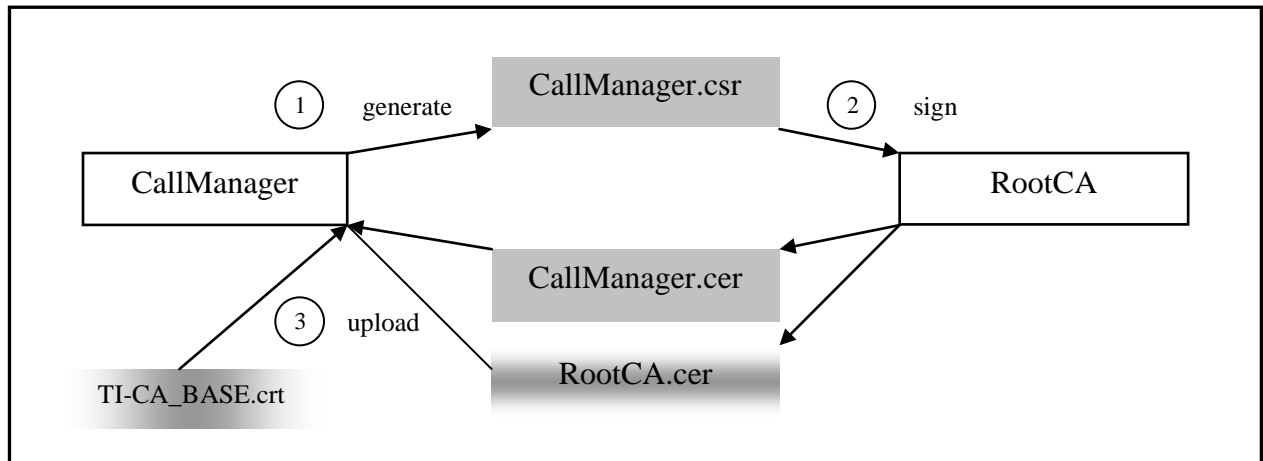 CallManager.csr
1 generate
2 sign
CallManager
RootCA
CallManager.cer
3 upload
RootCA.cer
TI-CA_BASE.crt